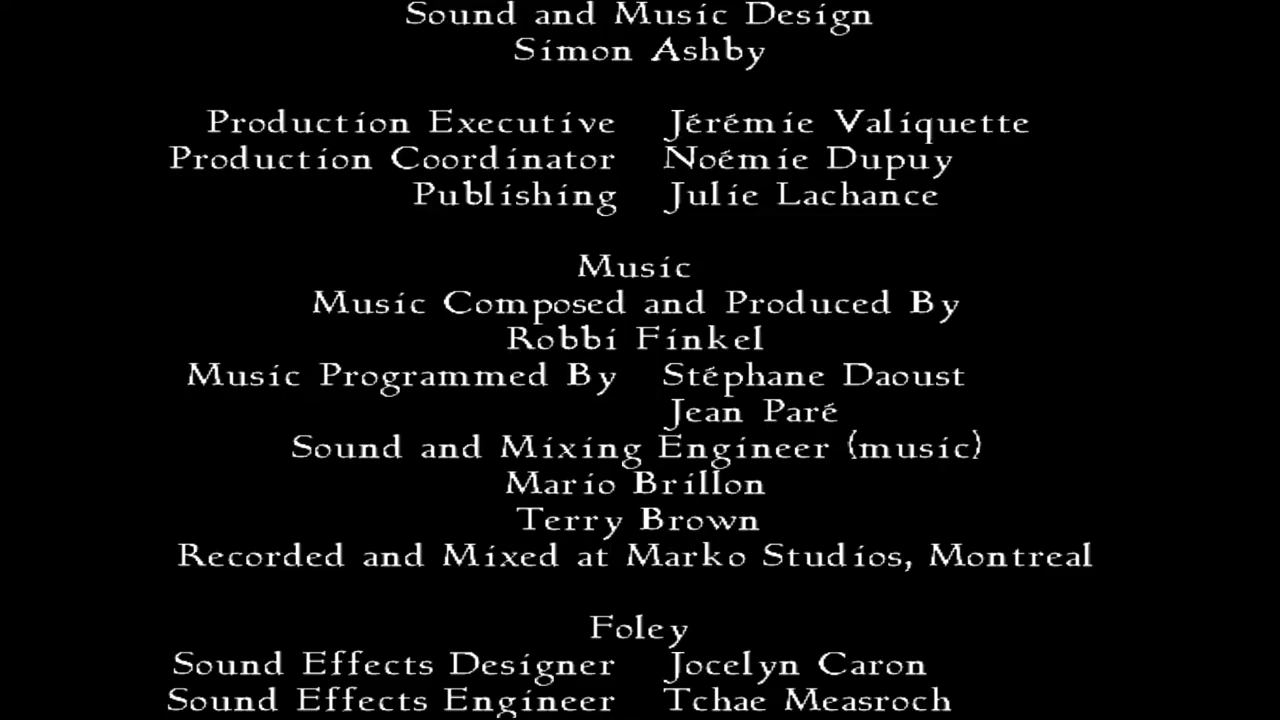 Sound and Music Design
Simon Ashby
Production Executive Jérémie Valiquette
Production Coordinator Noémie Dupuy
Publishing Julie Lachance
Music
Music Composed and Produced By
Robbi Finkel
Music Programmed By Stéphane Daoust
Jean Paré
Sound and Mixing Engineer (music)
Mario Brillon
Terry Brown
Recorded and Mixed at Marko Studios, Montreal
Foley
Sound Effects Designer Jocelyn Caron
Sound Effects Engineer Tchae Measroch